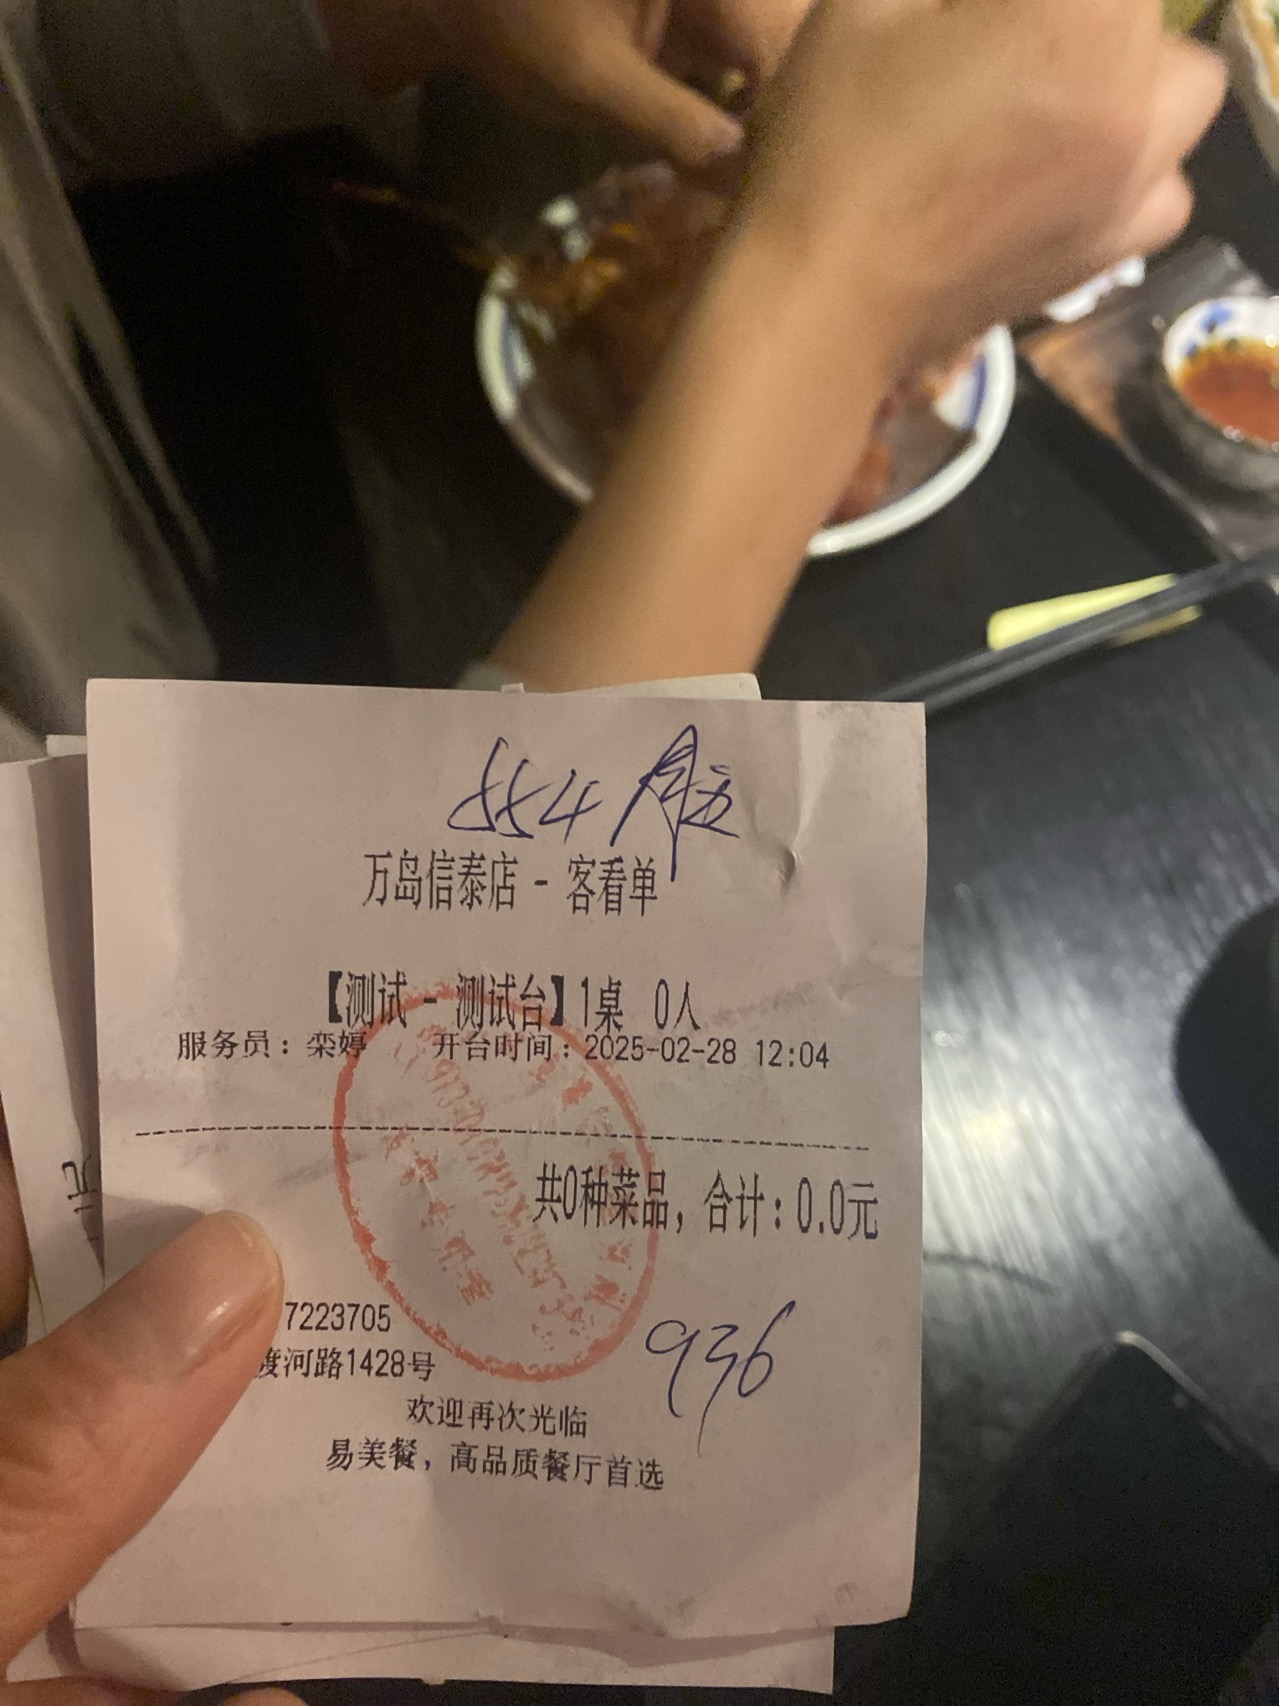 554 周五
万岛信泰店 - 客看单
【测试 - 测试台】1桌 0人
服务员：栾婷 开台时间：2025-02-28 12:04
共0种菜品，合计：0.0元
7223705
936
渡河路1428号
欢迎再次光临
易美餐，高品质餐厅首选